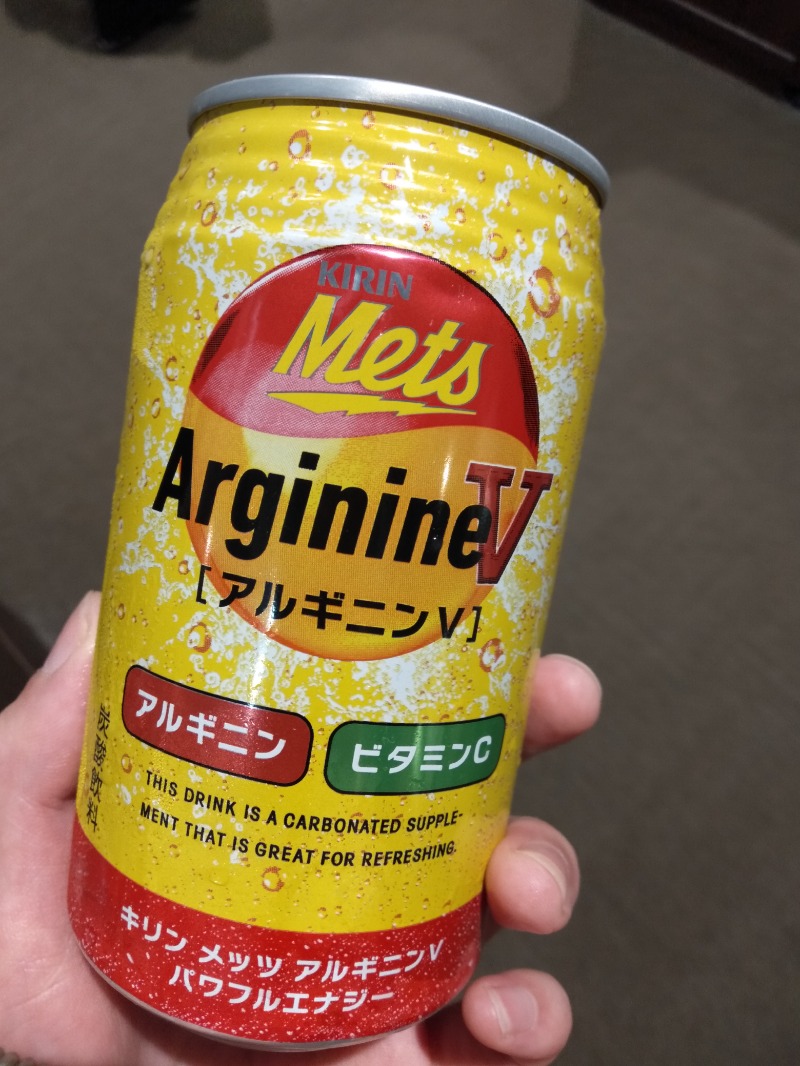 KIRIN
Mets
ArginineV
[アルギニンV]
アルギニン
ビタミンC
炭酸飲料
THIS DRINK IS A CARBONATED SUPPLE-
MENT THAT IS GREAT FOR REFRESHING.
キリン メッツ アルギニンV
パワフルエナジー